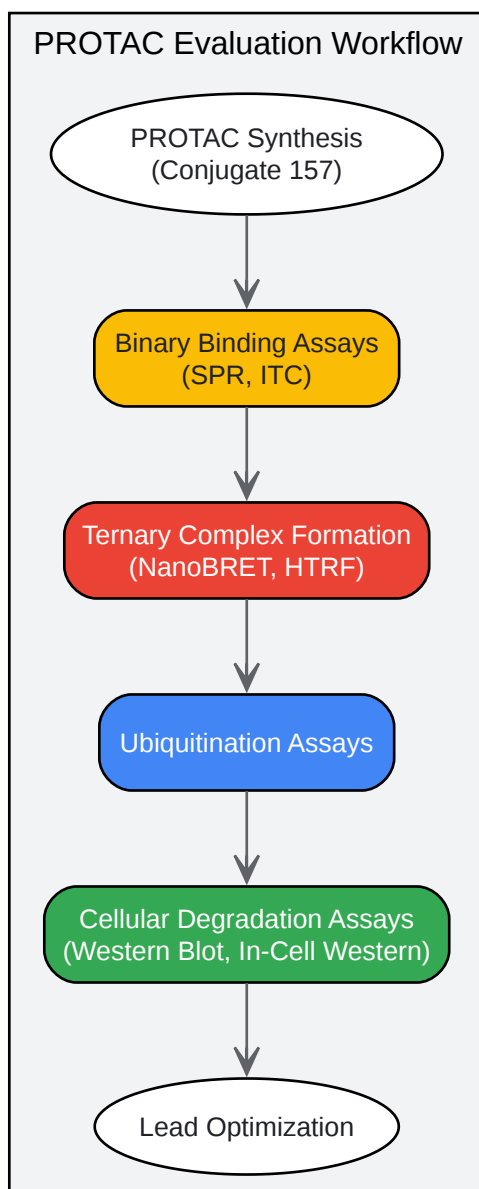 PROTAC Evaluation Workflow
PROTAC Synthesis
(Conjugate 157)
Binary Binding Assays
(SPR, ITC)
Ternary Complex Formation
(NanoBRET, HTRF)
Ubiquitination Assays
Cellular Degradation Assays
(Western Blot, In-Cell Western)
Lead Optimization